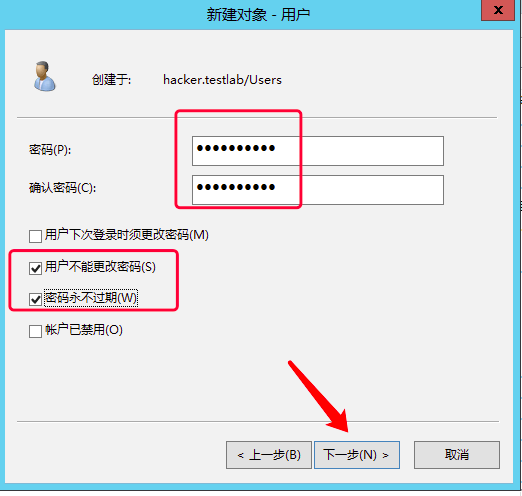 新建对象 - 用户
x
创建于: hacker.testlab/Users
密码(P): ●●●●●●●●●●
确认密码(C): ●●●●●●●●●●
用户下次登录时须更改密码(M)
用户不能更改密码(S)
密码永不过期(W)
帐户已禁用(O)
< 上一步(B) 下一步(N) > 取消